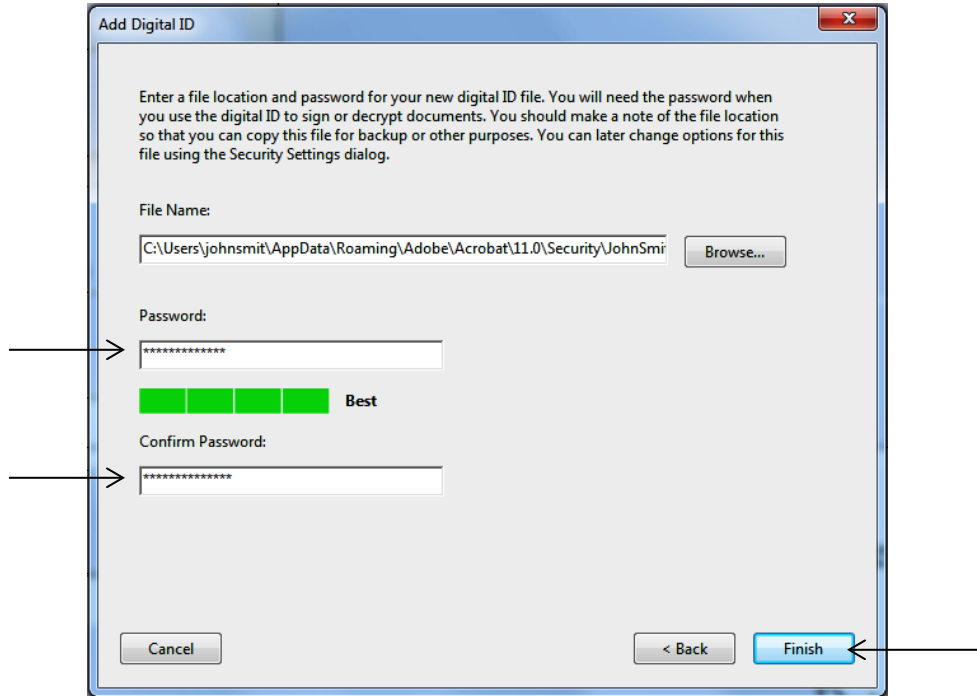 Add Digital ID
Enter a file location and password for your new digital ID file. You will need the password when
you use the digital ID to sign or decrypt documents. You should make a note of the file location
so that you can copy this file for backup or other purposes. You can later change options for this
file using the Security Settings dialog.
File Name:
C:\Users\johnsmit\AppData\Roaming\Adobe\Acrobat\11.0\Security\JohnSmi
Browse...
Password:
*************
Best
Confirm Password:
**************
Cancel
< Back
Finish